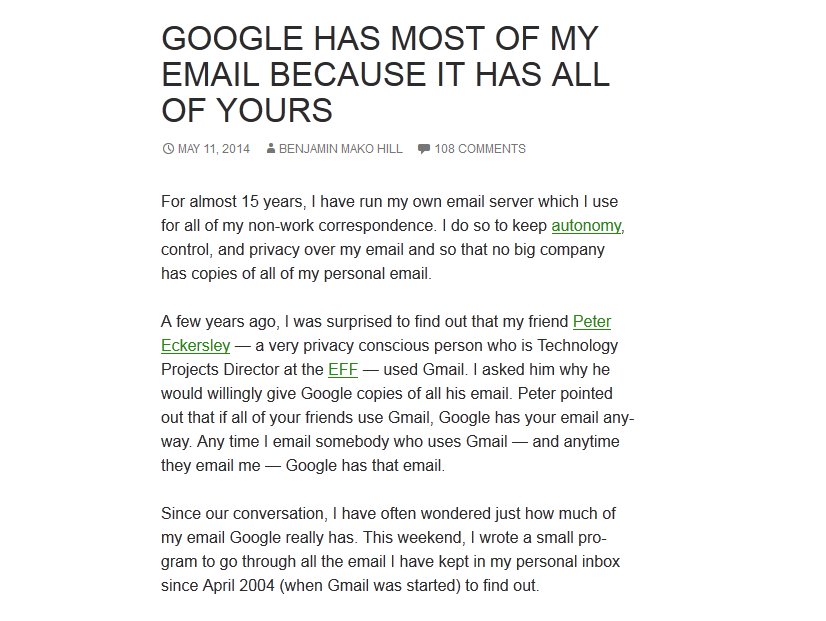 GOOGLE HAS MOST OF MY
EMAIL BECAUSE IT HAS ALL
OF YOURS
MAY 11, 2014 BENJAMIN MAKO HILL 108 COMMENTS
For almost 15 years, I have run my own email server which I use
for all of my non-work correspondence. I do so to keep autonomy,
control, and privacy over my email and so that no big company
has copies of all of my personal email.
A few years ago, I was surprised to find out that my friend Peter
Eckersley — a very privacy conscious person who is Technology
Projects Director at the EFF — used Gmail. I asked him why he
would willingly give Google copies of all his email. Peter pointed
out that if all of your friends use Gmail, Google has your email any-
way. Any time I email somebody who uses Gmail — and anytime
they email me — Google has that email.
Since our conversation, I have often wondered just how much of
my email Google really has. This weekend, I wrote a small pro-
gram to go through all the email I have kept in my personal inbox
since April 2004 (when Gmail was started) to find out.